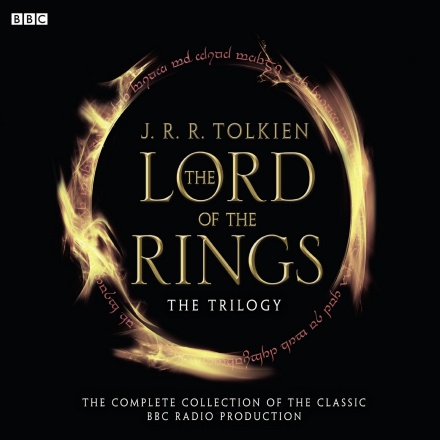 BBC
J. R. R. TOLKIEN
THE LORD
OF THE
RINGS
THE TRILOGY
THE COMPLETE COLLECTION OF THE CLASSIC
BBC RADIO PRODUCTION